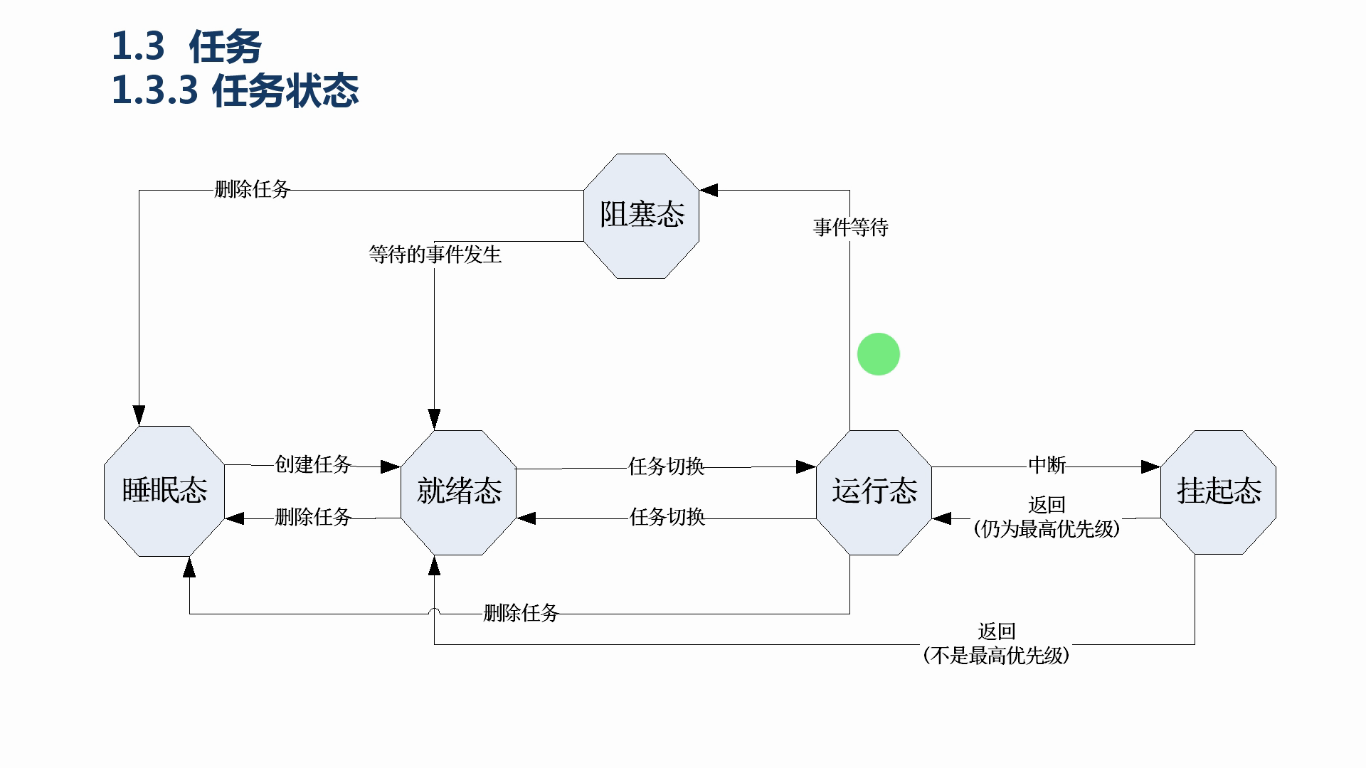 1.3 任务
1.3.3 任务状态
删除任务
阻塞态
事件等待
等待的事件发生
睡眠态
创建任务
删除任务
就绪态
任务切换
任务切换
运行态
中断
返回
(仍为最高优先级)
挂起态
删除任务
返回
(不是最高优先级)